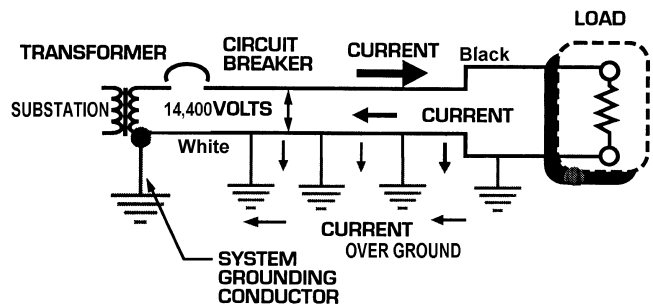 LOAD
TRANSFORMER
CIRCUIT
BREAKER
CURRENT
Black
SUBSTATION
14,400VOLTS
CURRENT
White
CURRENT
OVER GROUND
SYSTEM
GROUNDING
CONDUCTOR